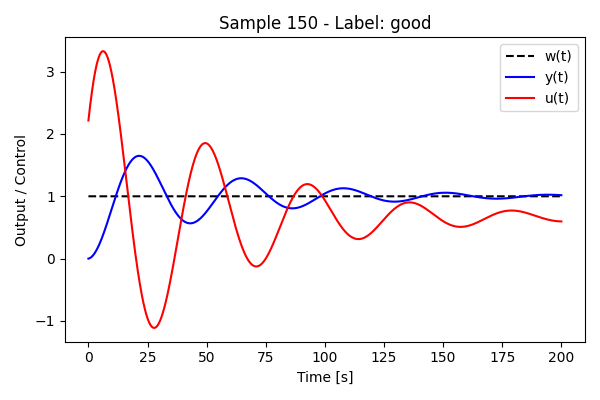 Sample 150 - Label: good
w(t)
y(t)
u(t)
Output / Control
3
2
1
0
−1
0 25 50 75 100 125 150 175 200
Time [s]